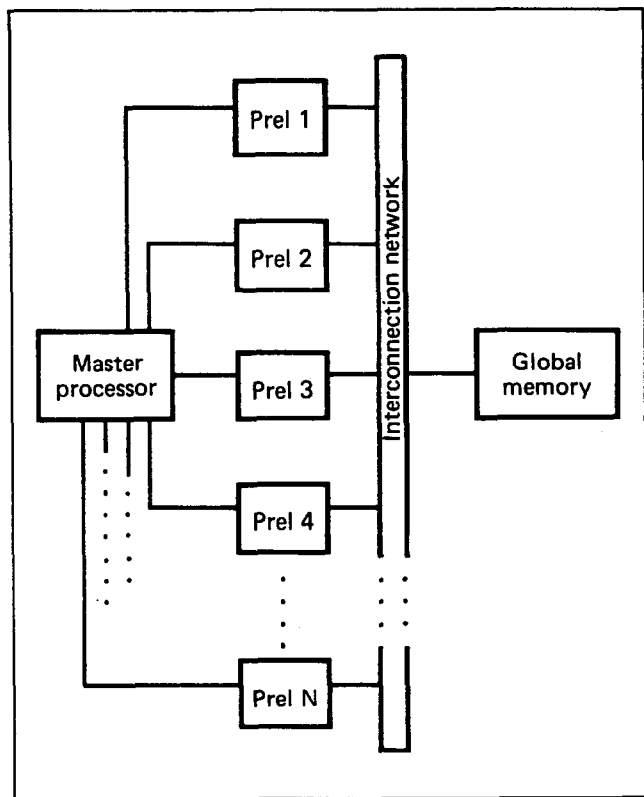 Prel 1
Prel 2
Master
processor
Prel 3
Prel 4
Prel N
Interconnection network
Global
memory